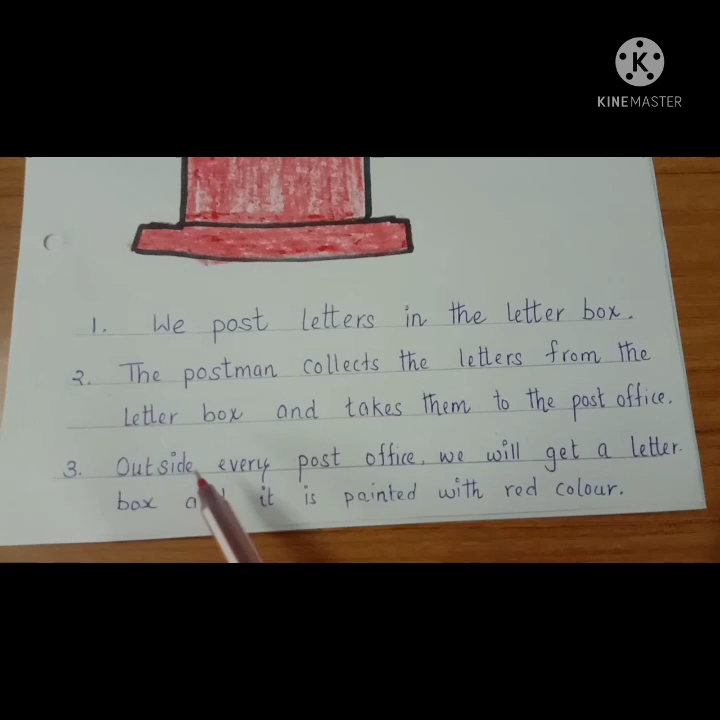 KINEMASTER
1. We post letters in the letter box.
2. The postman collects the letters from the
letter box and takes them to the post office.
3. Outside every post office, we will get a letter
box and it is painted with red colour.